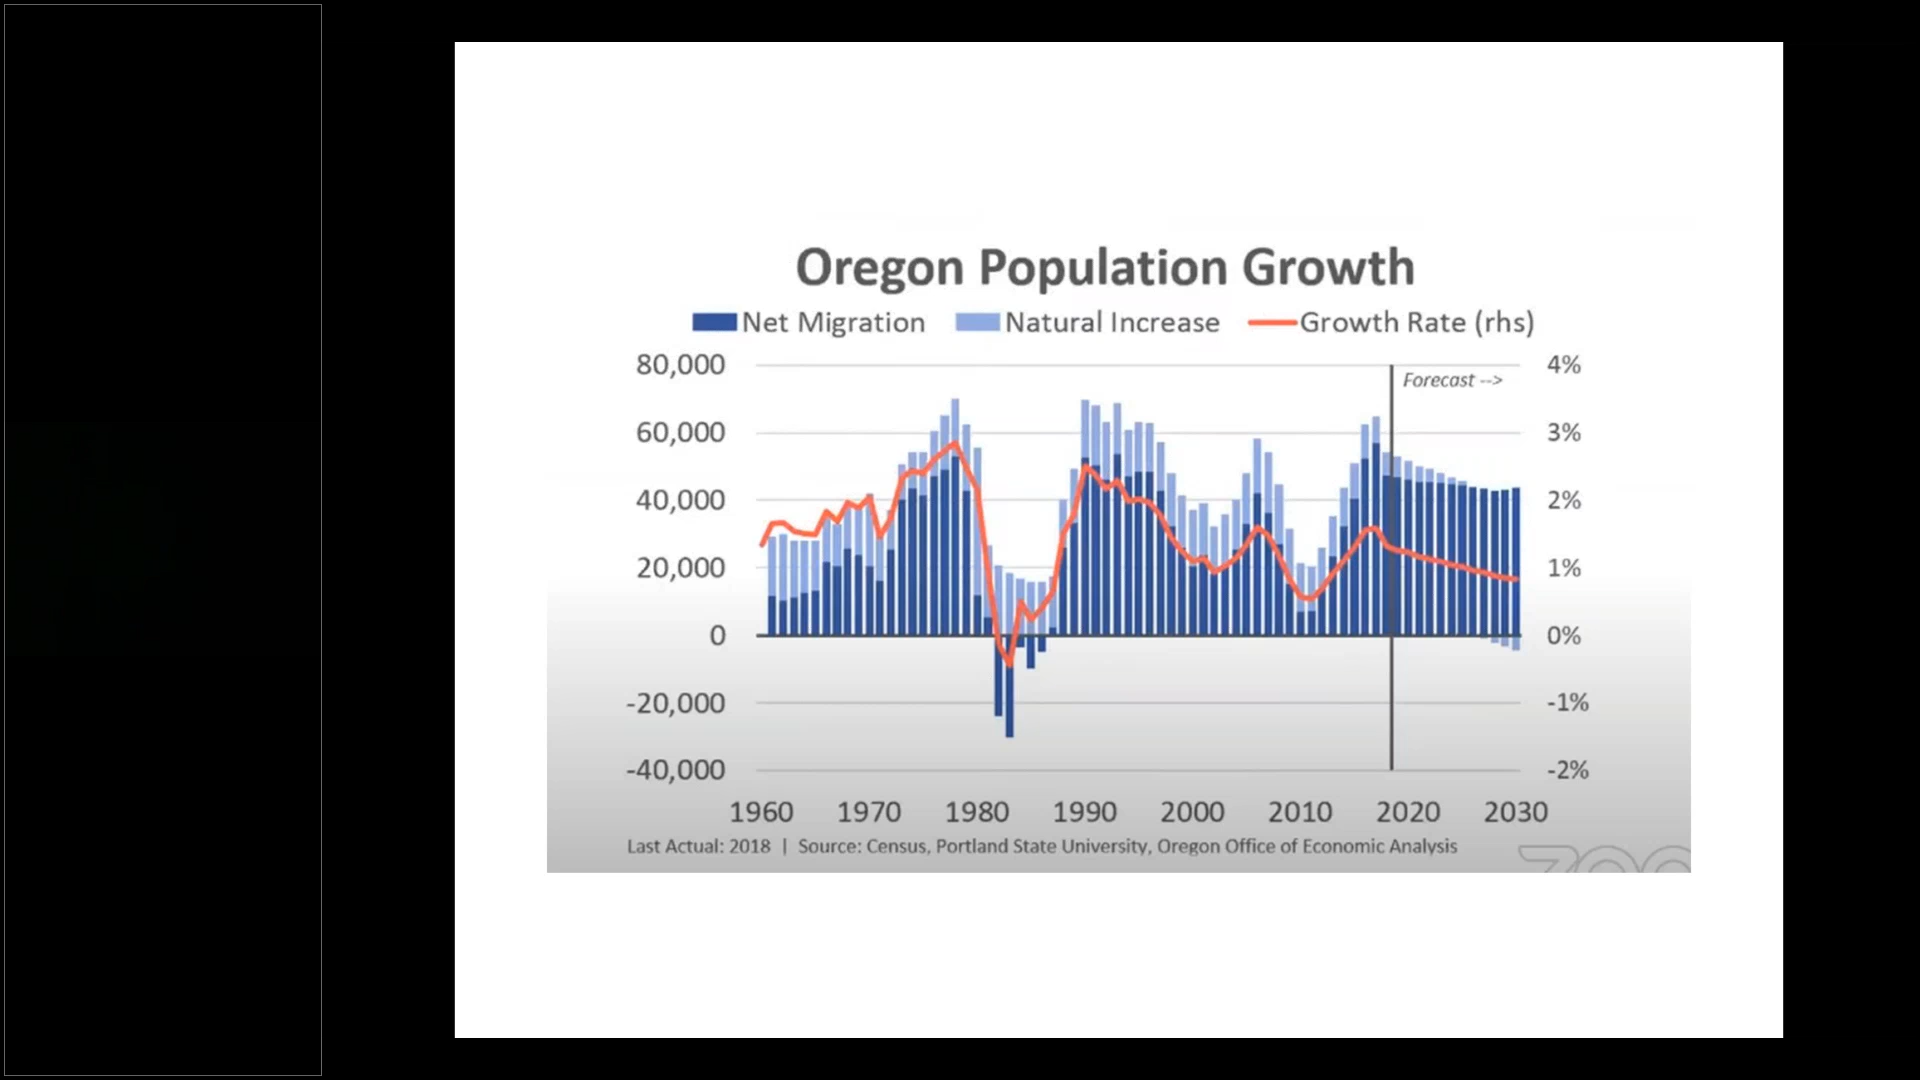 Oregon Population Growth
Net Migration Natural Increase Growth Rate (rhs)
80,000 4%
Forecast -->
60,000 3%
40,000 2%
20,000 1%
0 0%
-20,000 -1%
-40,000 -2%
1960 1970 1980 1990 2000 2010 2020 2030
Last Actual: 2018 | Source: Census, Portland State University, Oregon Office of Economic Analysis